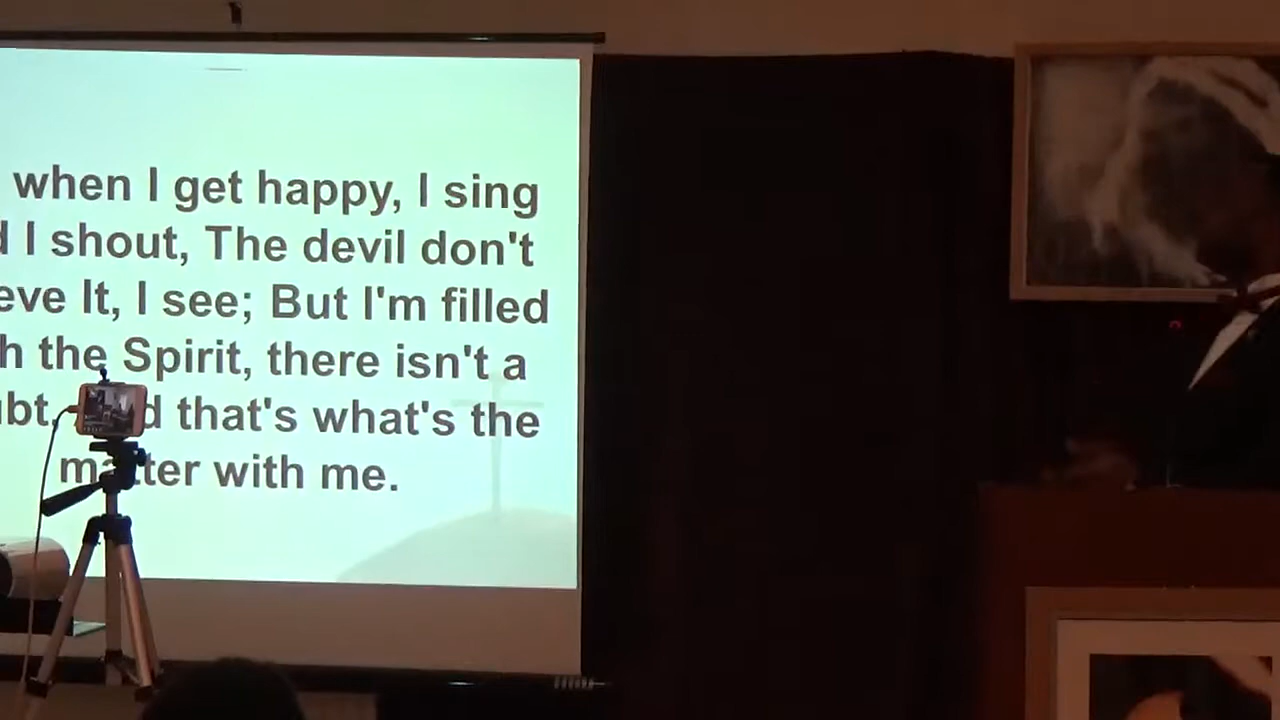 when I get happy, I sing
I shout, The devil don't
It, I see; But I'm filled
the Spirit, there isn't a
that's what's the
matter with me.